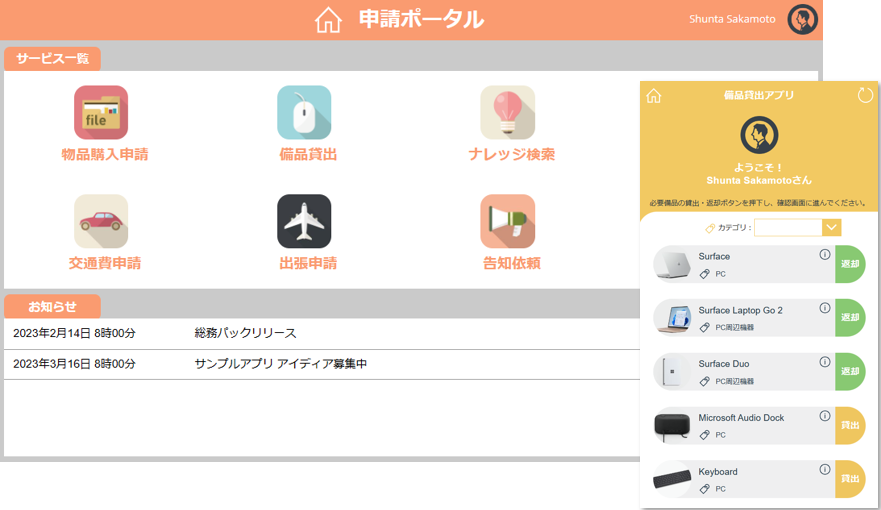 申請ポータル
Shunta Sakamoto
サービス一覧
file
物品購入申請
備品貸出
ナレッジ検索
交通費申請
出張申請
告知依頼
お知らせ
2023年2月14日 8時00分 総務パックリリース
2023年3月16日 8時00分 サンプルアプリ アイディア募集中
備品貸出アプリ
ようこそ！
Shunta Sakamotoさん
必要備品の貸出・返却ボタンを押下し、確認画面に進んでください。
カテゴリ：
Surface
PC
返却
Surface Laptop Go 2
PC周辺機器
返却
Surface Duo
PC周辺機器
返却
Microsoft Audio Dock
PC
貸出
Keyboard
PC
貸出